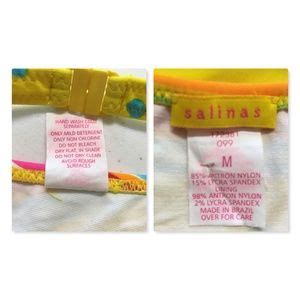 HAND WASH COLD
SEPARATELY
ONLY MILD DETERGENT
ONLY NON CHLORINE
DO NOT BLEACH
DRY FLAT, IN SHADE
DO NOT DRY CLEAN
AVOID ROUGH
SURFACES
salinas
099
M
85% ANTRON NYLON
15% LYCRA SPANDEX
LINING
98% ANTRON NYLON
2% LYCRA SPANDEX
MADE IN BRAZIL
OVER FOR CARE